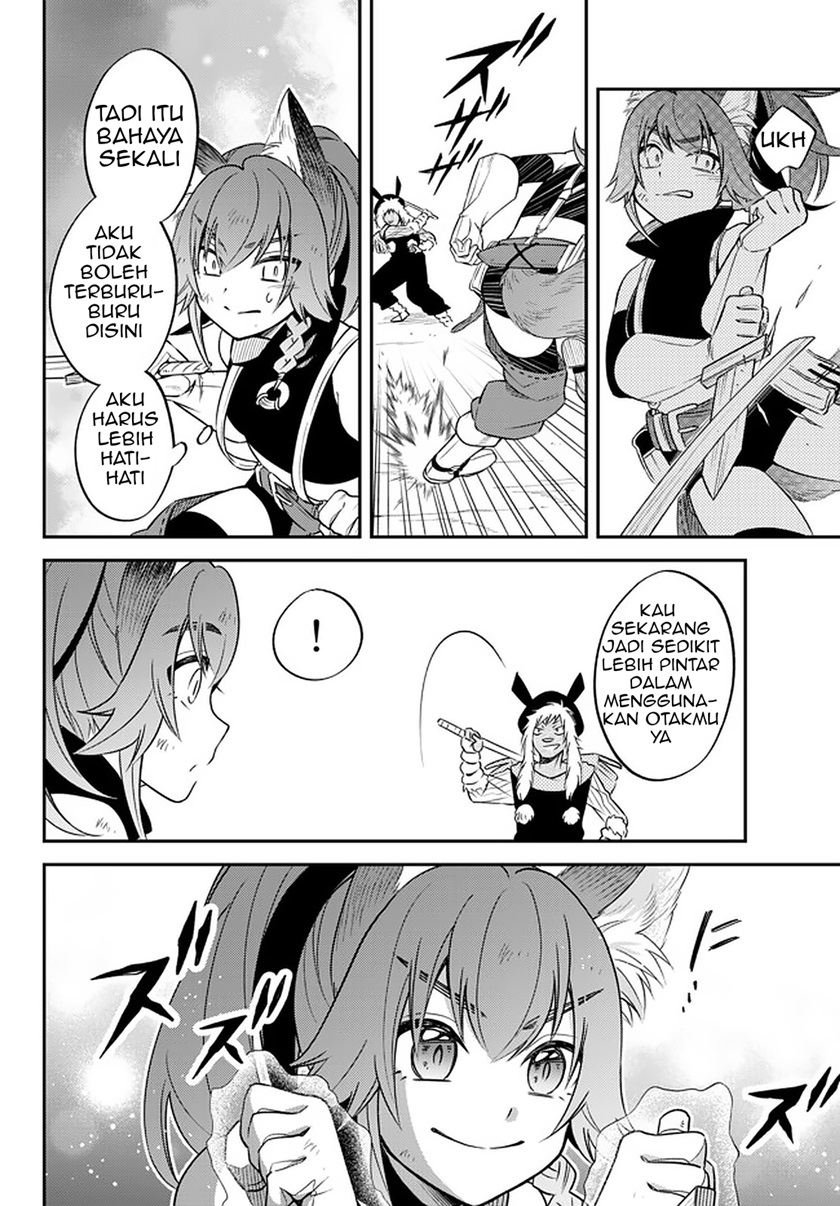 UKH
ズ
TADI ITU
BAHAYA
SEKALI
AKU
TIDAK
BOLEH
TERBURU-
BURU
DISINI
AKU
HARUS
LEBIH
HATI-
HATI
KAU
SEKARANG
JADI SEDIKIT
LEBIH PINTAR
DALAM
MENGGUNA-
KAN OTAKMU
YA
!
ズズ
ズ